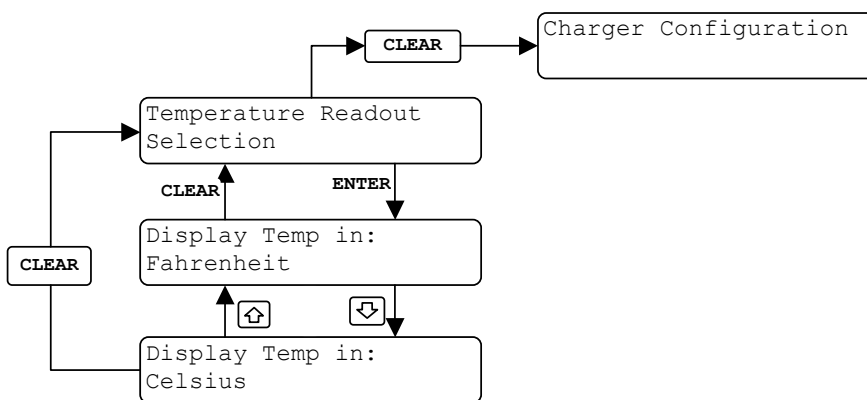 CLEAR
Charger Configuration
Temperature Readout
Selection
CLEAR
ENTER
Display Temp in:
Fahrenheit
CLEAR
Display Temp in:
Celsius